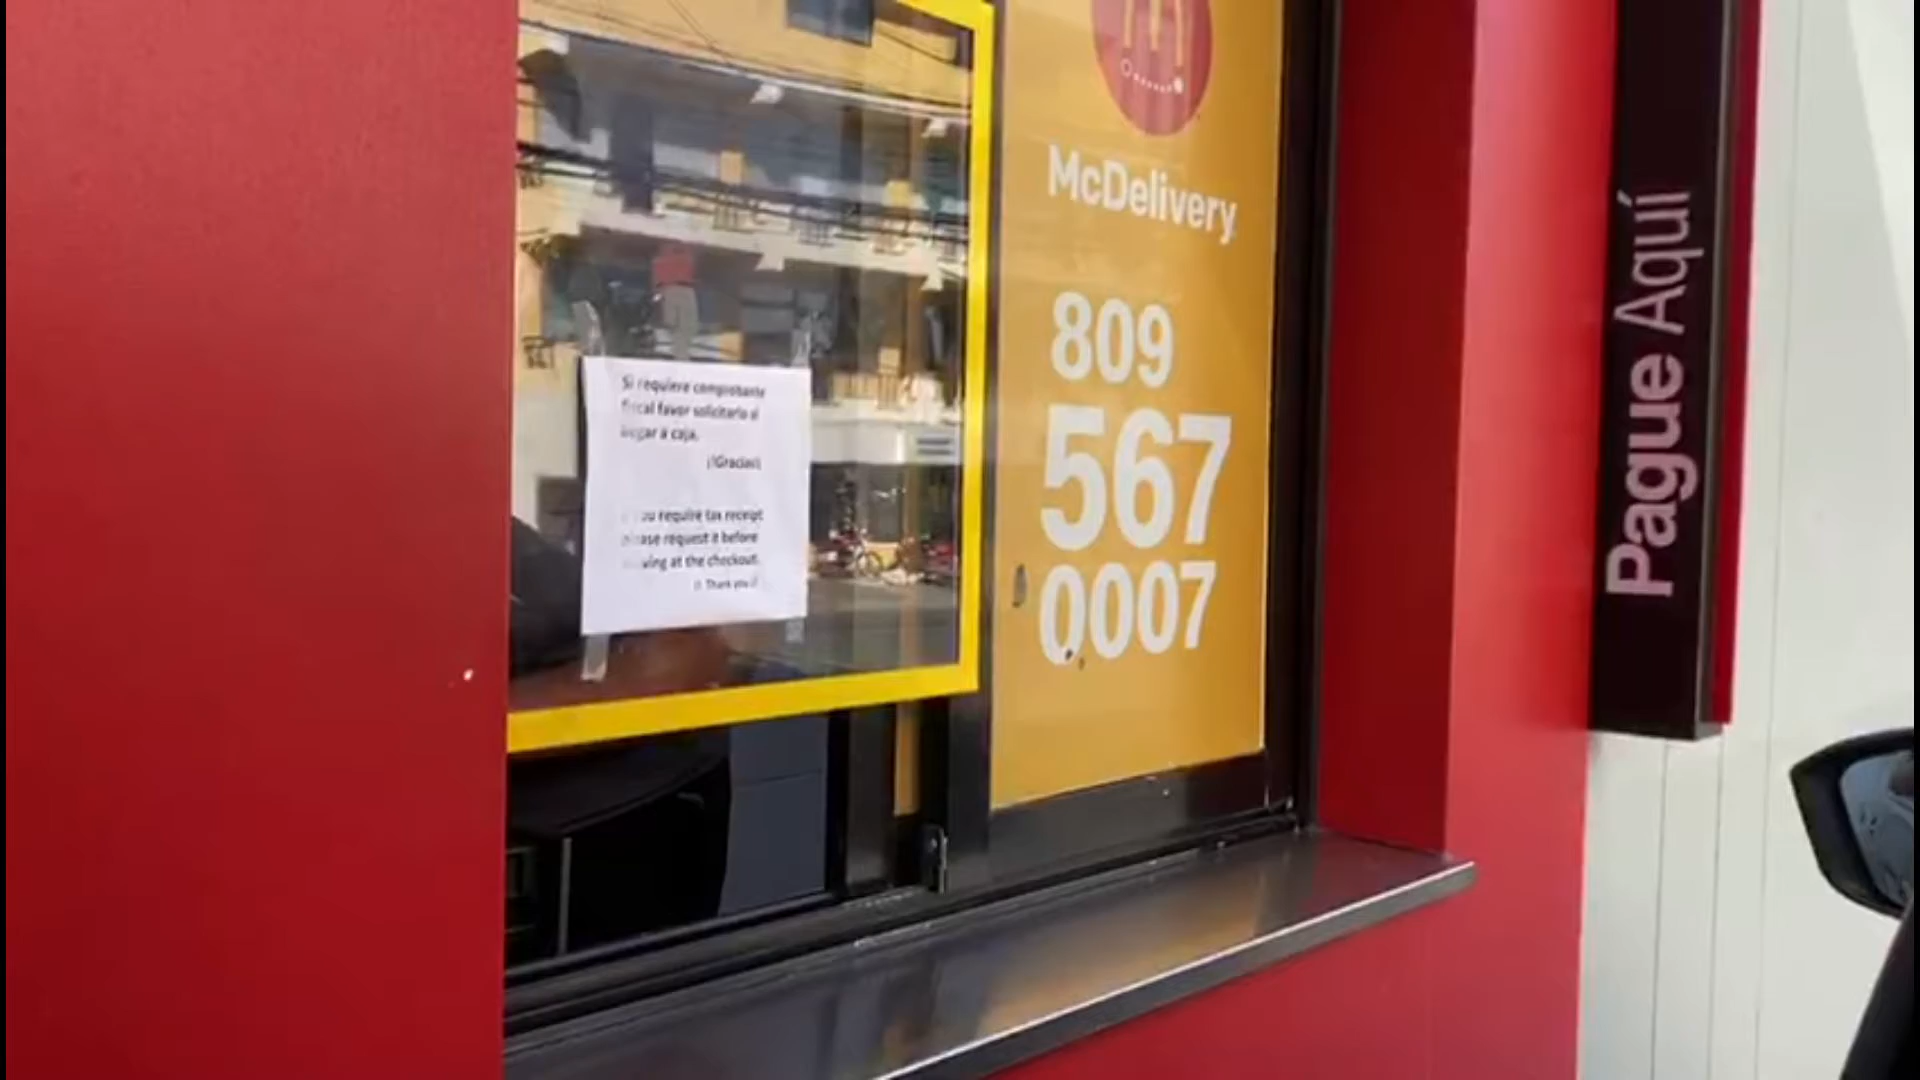 Si requiere comprobante
fiscal favor solicitarlo al
llegar a caja.
¡!Gracias!¡
you require tax receipt
please request it before
at the checkout.
Thank you
McDelivery
809
567
0007
Pague Aquí